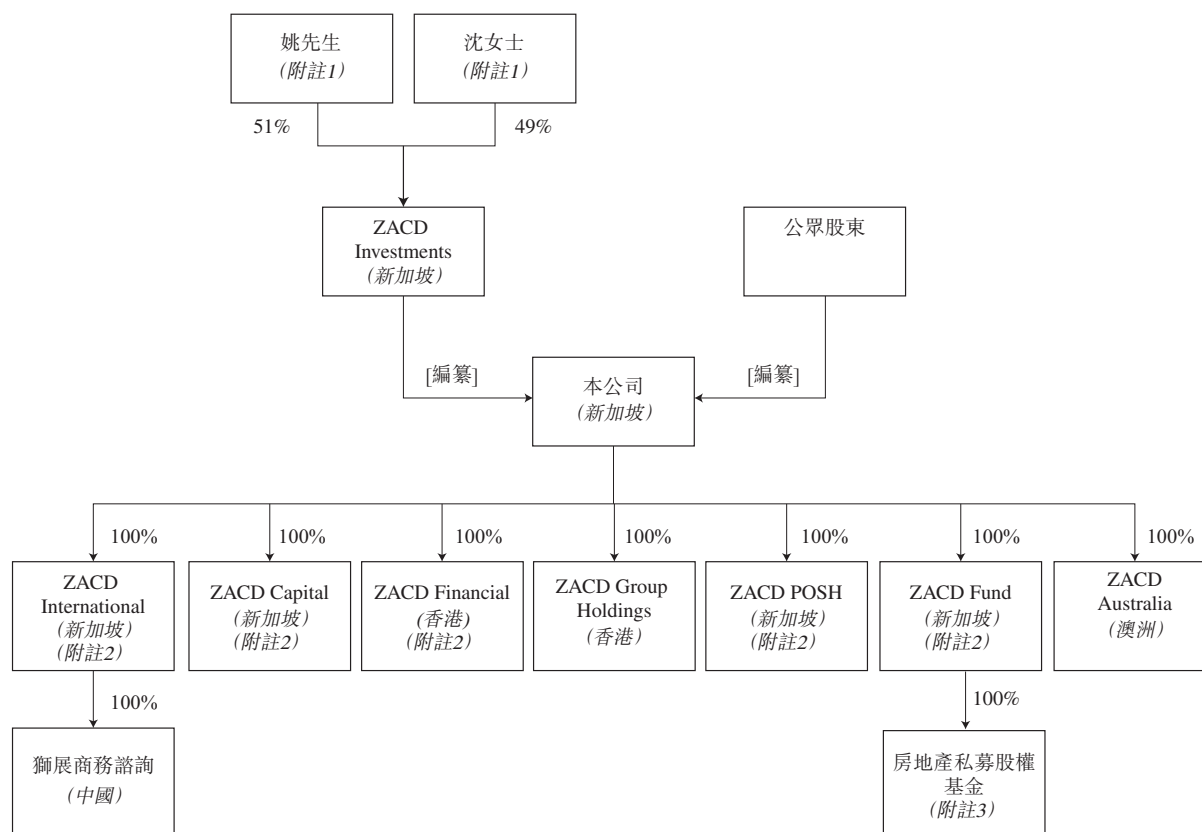 姚先生
(附註1)
沈女士
(附註1)
51%
49%
ZACD
Investments
(新加坡)
公眾股東
[編纂]
[編纂]
本公司
(新加坡)
100%
100%
100%
100%
100%
100%
100%
ZACD
International
(新加坡)
(附註2)
ZACD Capital
(新加坡)
(附註2)
ZACD Financial
(香港)
(附註2)
ZACD Group
Holdings
(香港)
ZACD POSH
(新加坡)
(附註2)
ZACD Fund
(新加坡)
(附註2)
ZACD
Australia
(澳洲)
100%
100%
獅展商務諮詢
(中國)
房地產私募股權
基金
(附註3)